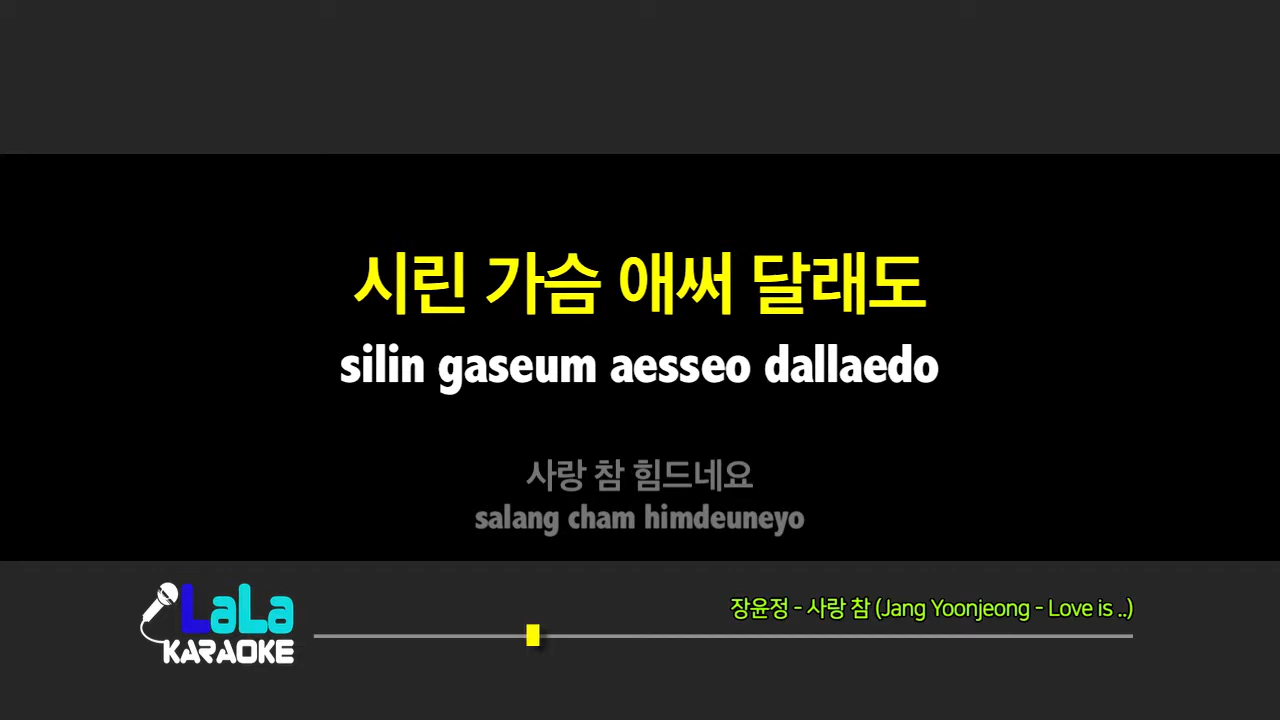 시린 가슴 애써 달래도
silin gaseum aesseo dallaedo
사랑 참 힘드네요
salang cham himdeuneyo
장윤정 - 사랑 참 (Jang Yoonjeong - Love is ..)
LaLa
KARAOKE